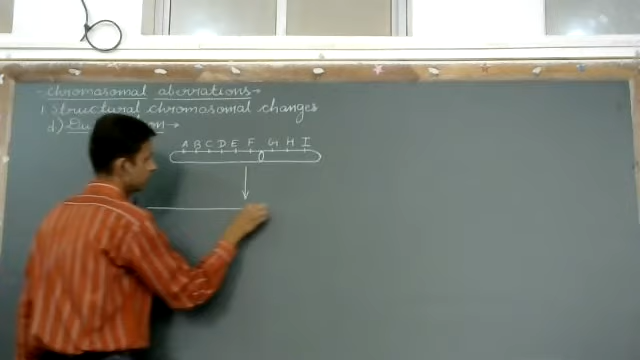 - Chromosomal aberrations -
1. Structural chromosomal changes
d)
A B C D E F G H I